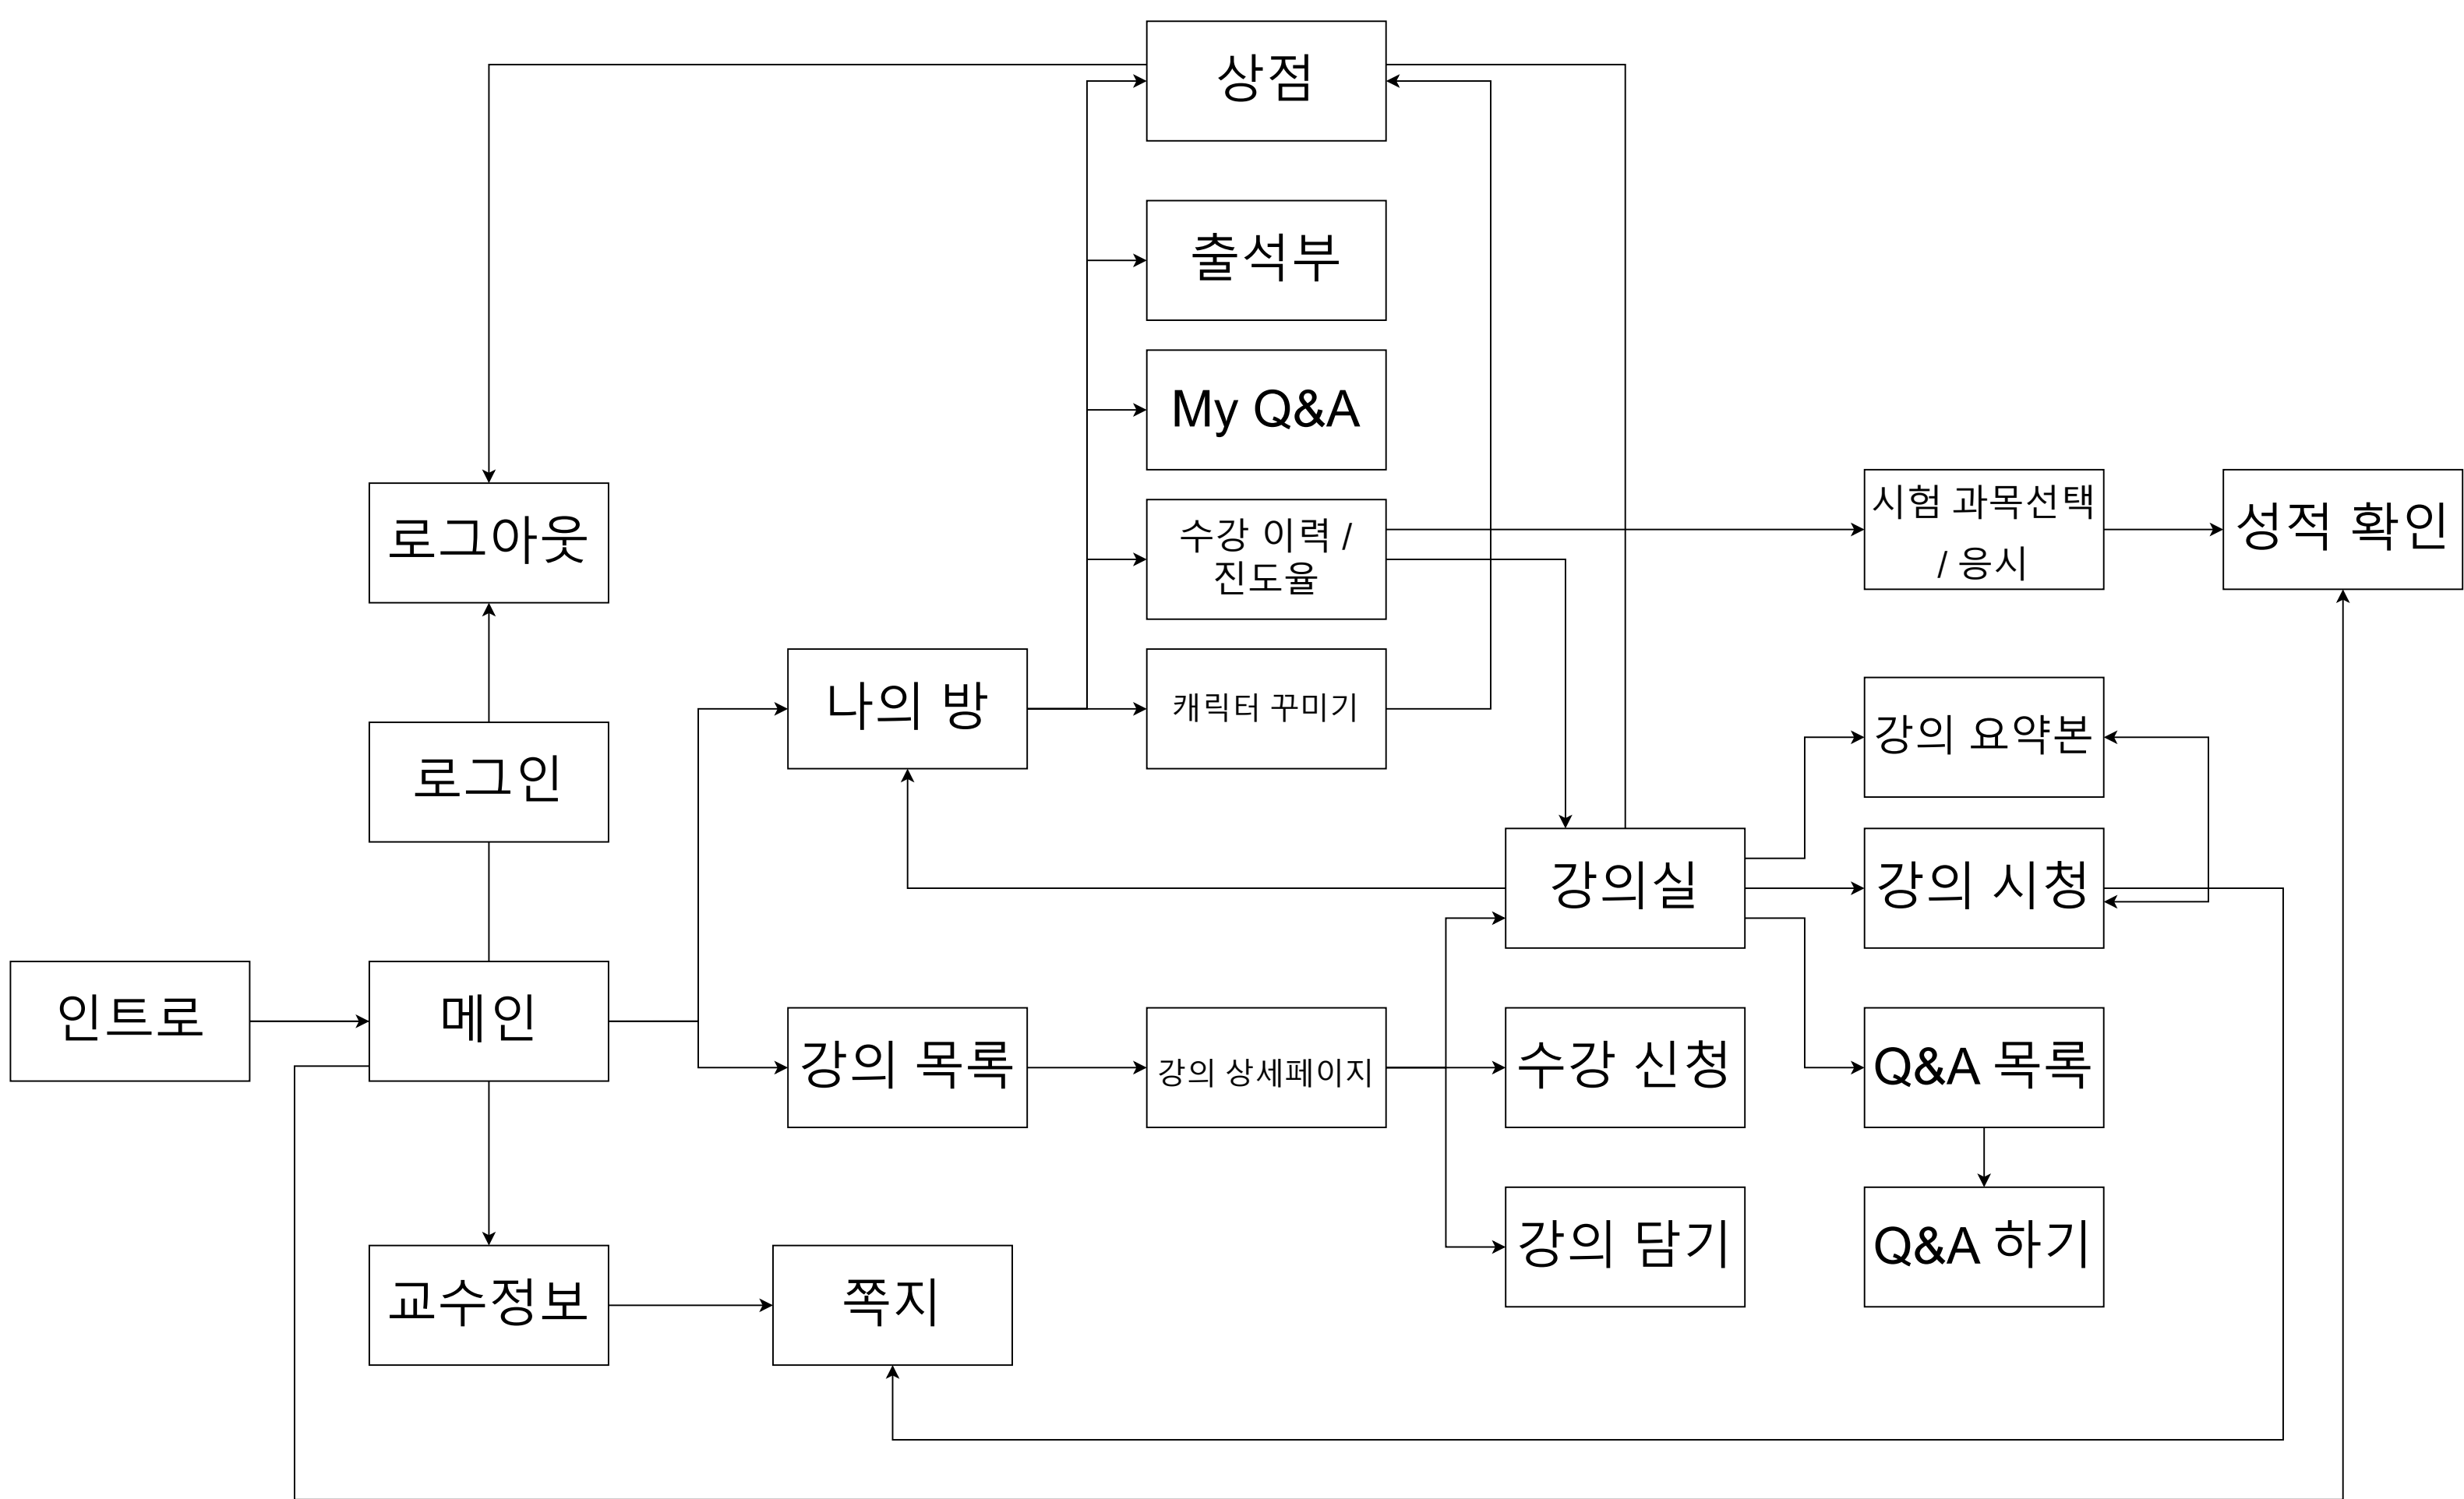 상점
출석부
My Q&A
로그아웃
수강 이력 /
진도율
시험 과목선택
/ 응시
성적 확인
나의 방
캐릭터 꾸미기
강의 요약본
로그인
강의실
강의 시청
인트로
메인
강의 목록
강의 상세페이지
수강 신청
Q&A 목록
강의 담기
Q&A 하기
교수정보
쪽지